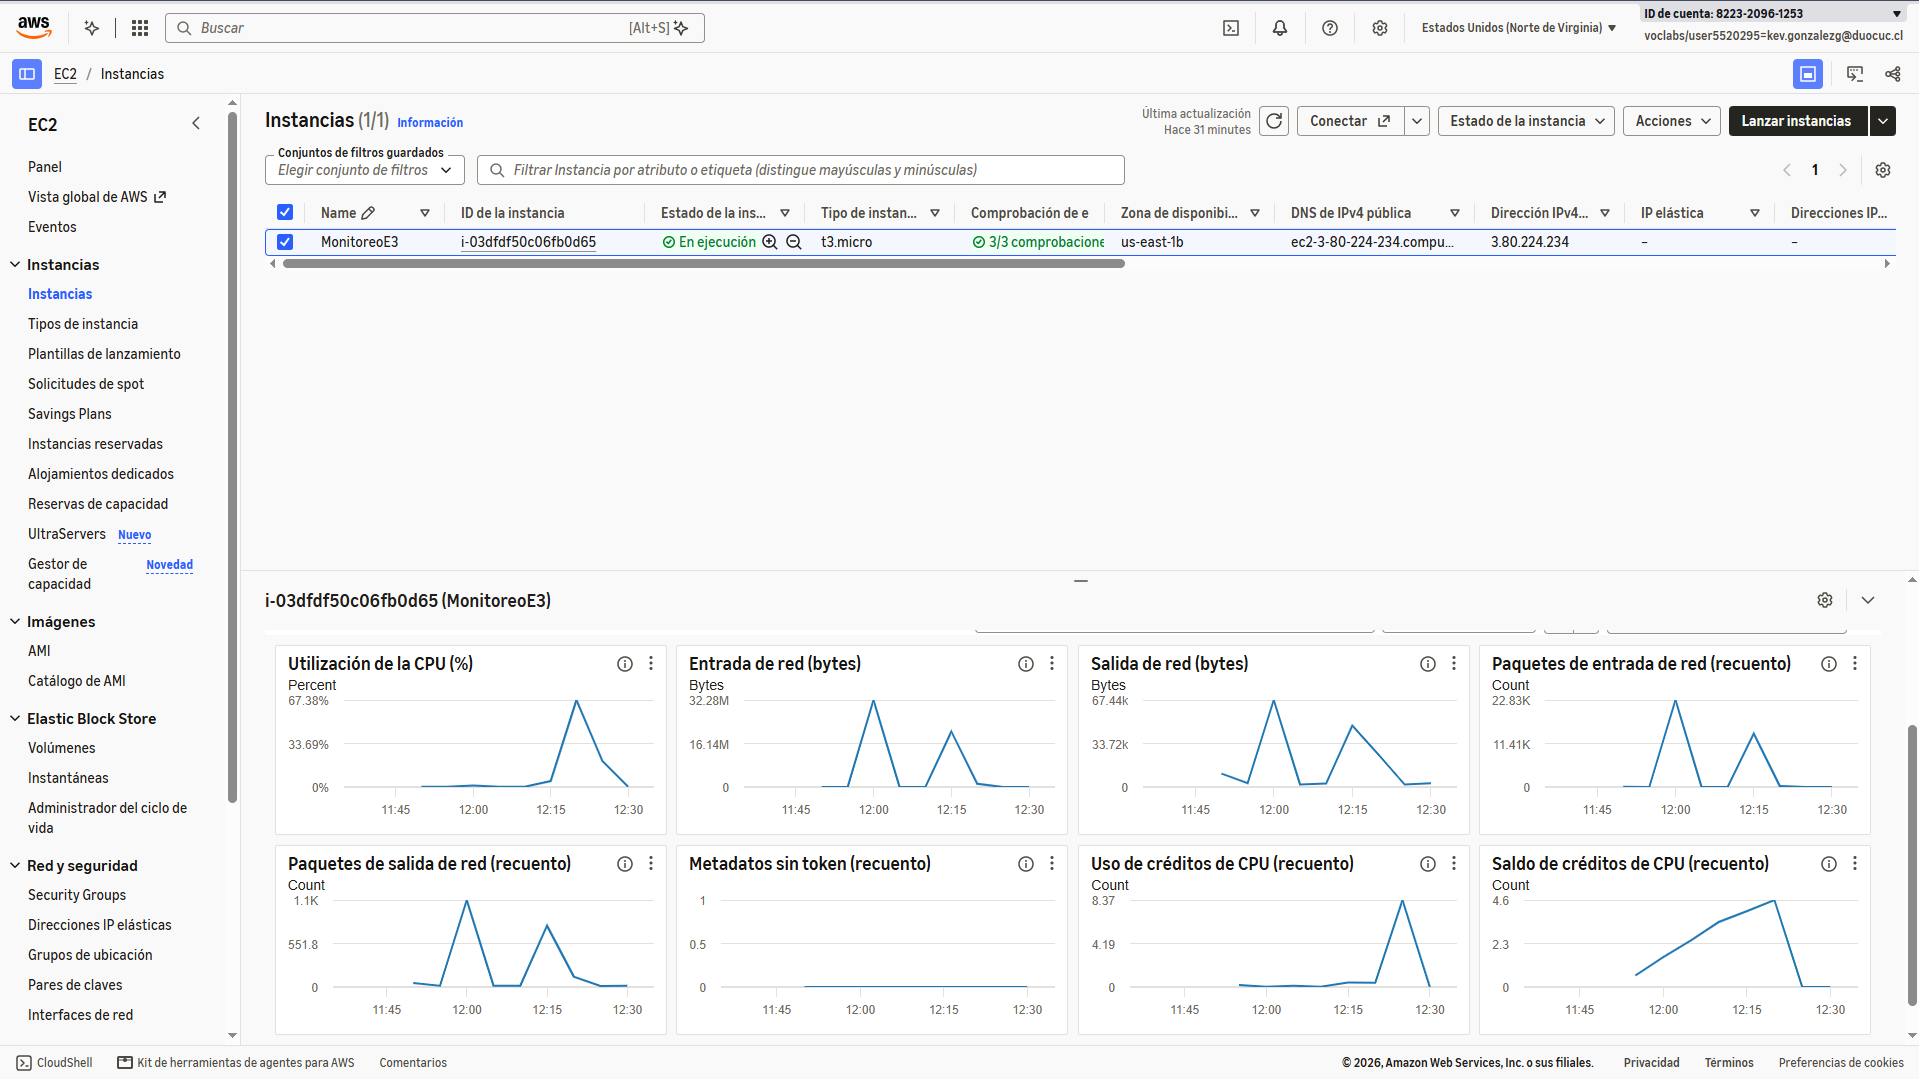 aws
Buscar
[Alt+S]
Estados Unidos (Norte de Virginia)
ID de cuenta: 8223-2096-1253
voclabs/user5520295=kev.gonzalezg@duocuc.cl
EC2 / Instancias
EC2
Panel
Vista global de AWS
Eventos
Instancias
Instancias
Tipos de instancia
Plantillas de lanzamiento
Solicitudes de spot
Savings Plans
Instancias reservadas
Alojamientos dedicados
Reservas de capacidad
UltraServers Nuevo
Gestor de capacidad Novedad
Imágenes
AMI
Catálogo de AMI
Elastic Block Store
Volúmenes
Instantáneas
Administrador del ciclo de vida
Red y seguridad
Security Groups
Direcciones IP elásticas
Grupos de ubicación
Pares de claves
Interfaces de red
Instancias (1/1) Información
Última actualización
Hace 31 minutes
Conectar
Estado de la instancia
Acciones
Lanzar instancias
Conjuntos de filtros guardados
Elegir conjunto de filtros
Filtrar Instancia por atributo o etiqueta (distingue mayúsculas y minúsculas)
1
Name ID de la instancia Estado de la ins... Tipo de instan... Comprobación de e Zona de disponibi... DNS de IPv4 pública Dirección IPv4... IP elástica Direcciones IP...
MonitoreoE3 i-03dfdf50c06fb0d65 En ejecución t3.micro 3/3 comprobacione us-east-1b ec2-3-80-224-234.compu... 3.80.224.234 – –
i-03dfdf50c06fb0d65 (MonitoreoE3)
Utilización de la CPU (%)
Percent
67.38%
33.69%
0%
11:45 12:00 12:15 12:30
Entrada de red (bytes)
Bytes
32.28M
16.14M
0
11:45 12:00 12:15 12:30
Salida de red (bytes)
Bytes
67.44k
33.72k
0
11:45 12:00 12:15 12:30
Paquetes de entrada de red (recuento)
Count
22.83K
11.41K
0
11:45 12:00 12:15 12:30
Paquetes de salida de red (recuento)
Count
1.1K
551.8
0
11:45 12:00 12:15 12:30
Metadatos sin token (recuento)
1
0.5
0
11:45 12:00 12:15 12:30
Uso de créditos de CPU (recuento)
Count
8.37
4.19
0
11:45 12:00 12:15 12:30
Saldo de créditos de CPU (recuento)
Count
4.6
2.3
0
11:45 12:00 12:15 12:30
CloudShell Kit de herramientas de agentes para AWS Comentarios
© 2026, Amazon Web Services, Inc. o sus filiales. Privacidad Términos Preferencias de cookies